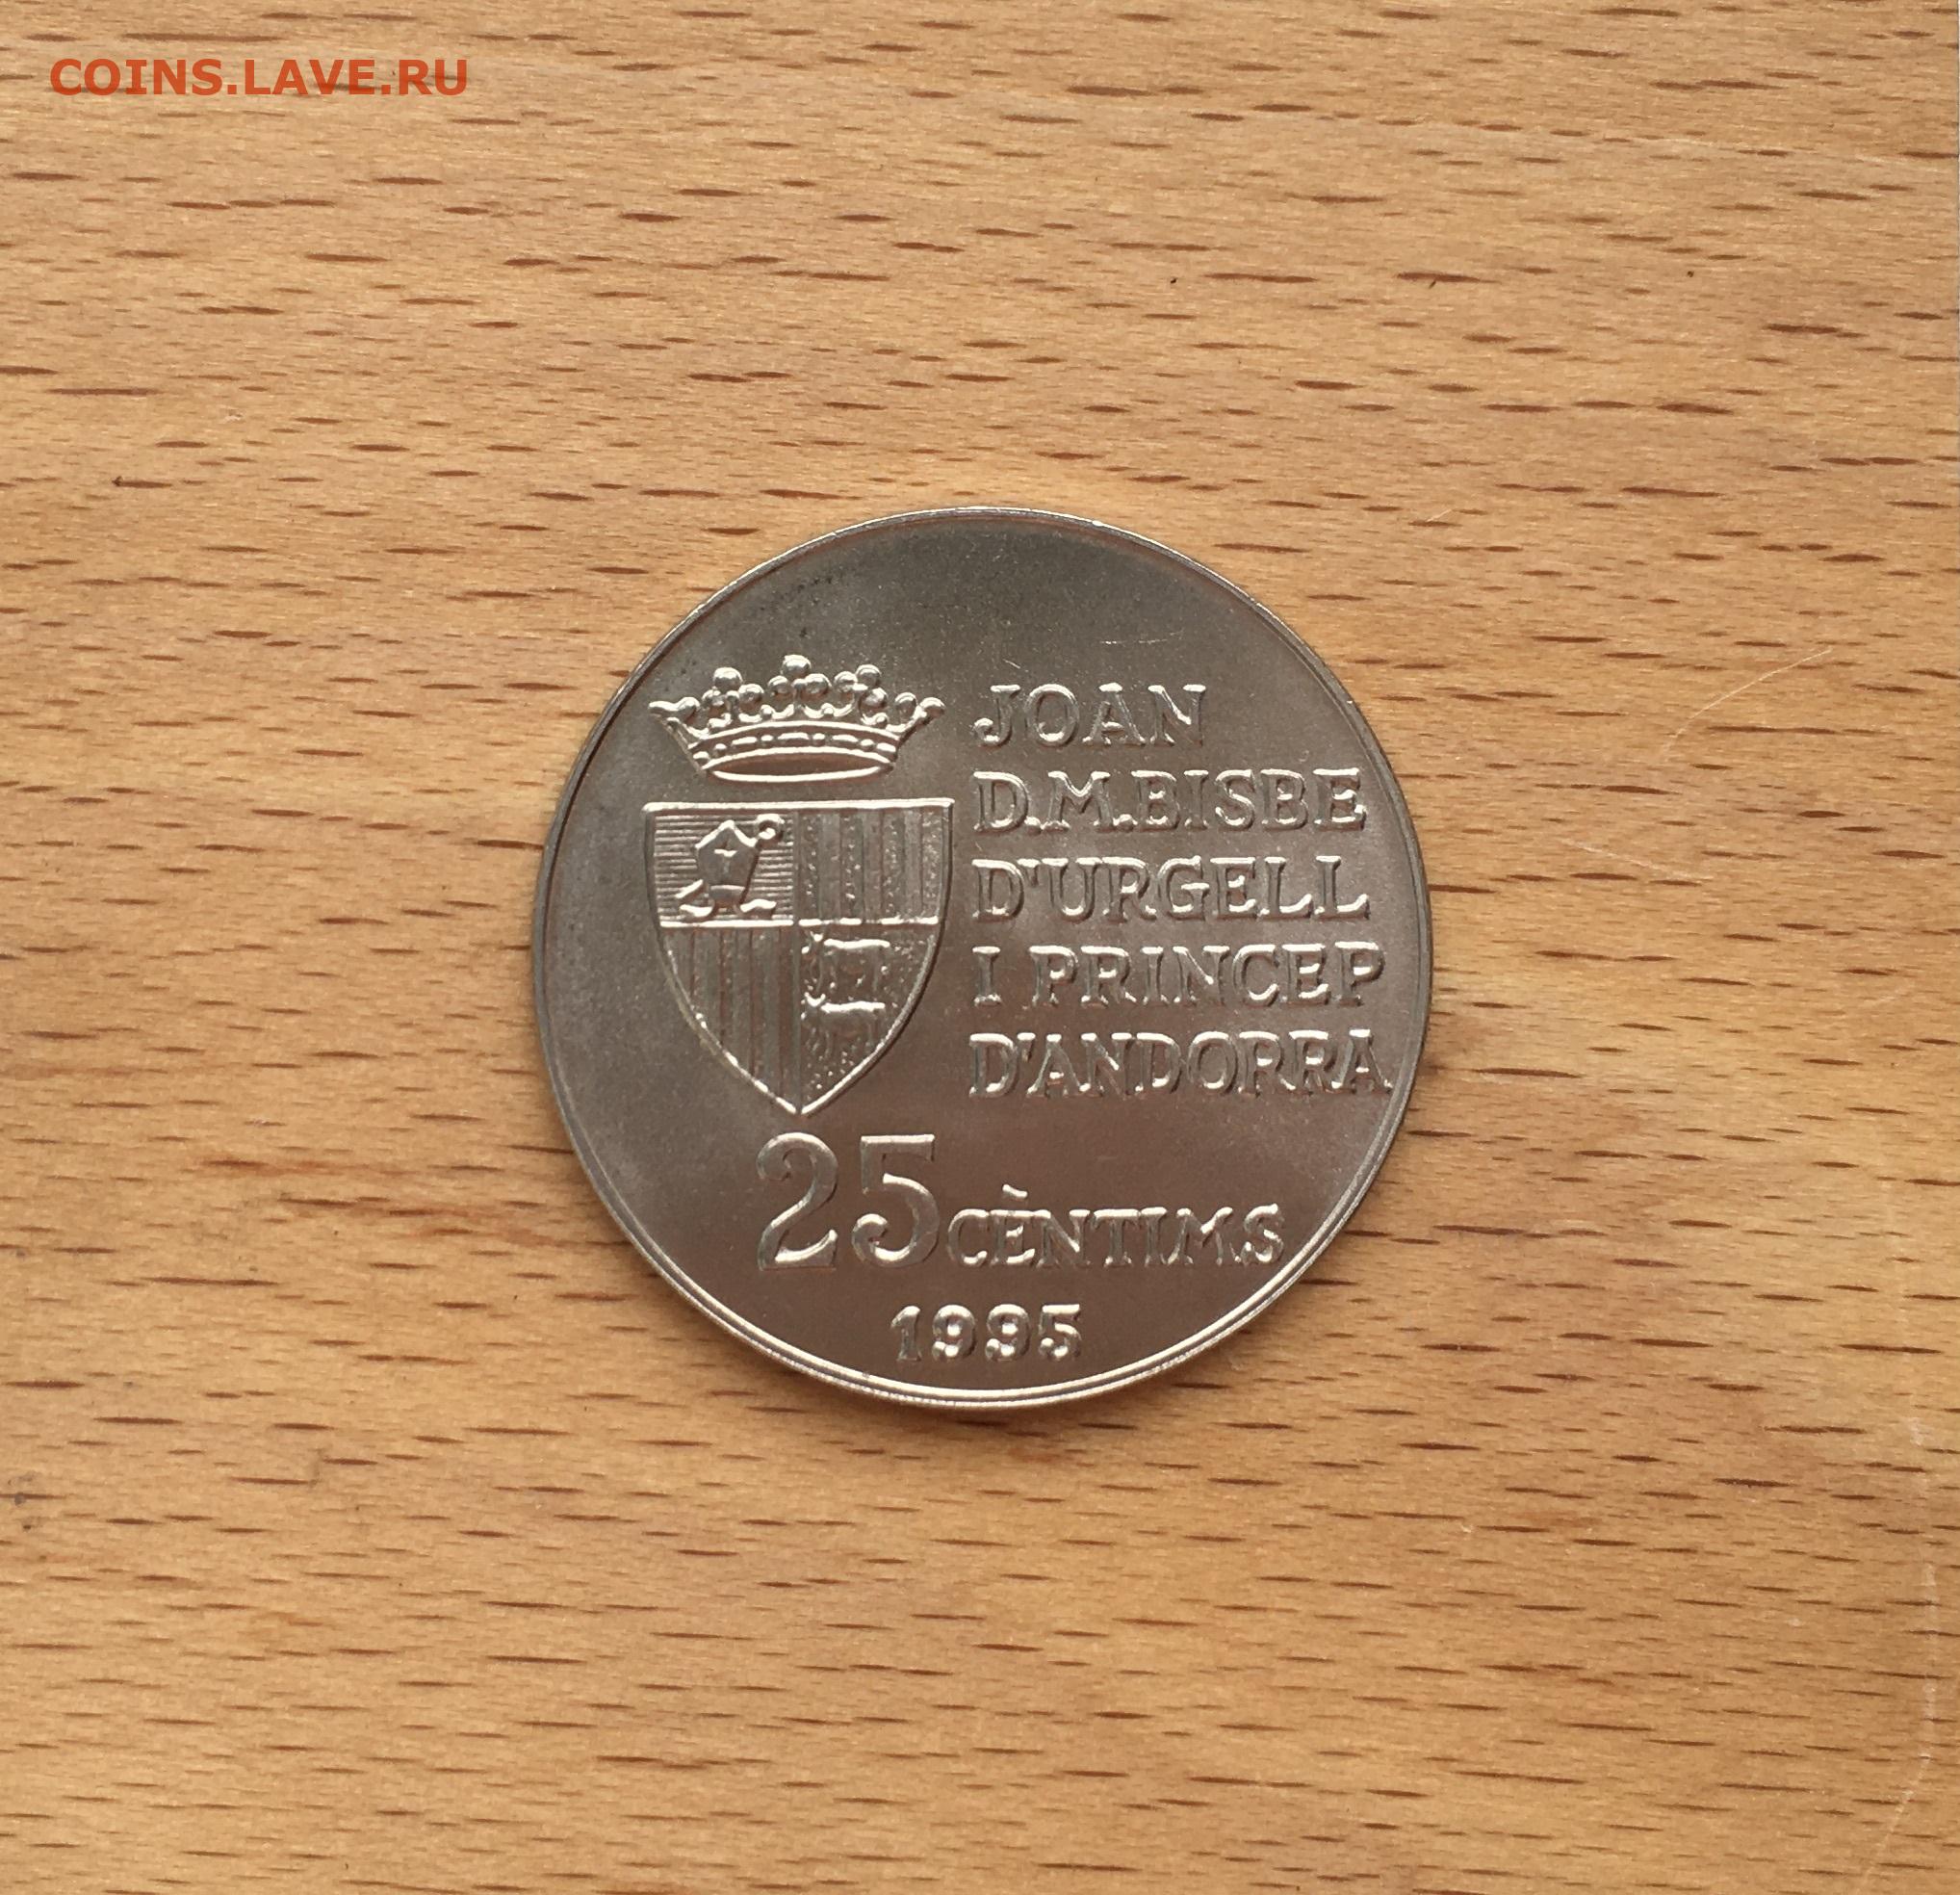 COINS.LAVE.RU
JOAN
D.M.BISBE
D'URGELL
I PRINCEP
D'ANDORRA
25 CÈNTIMS
1995